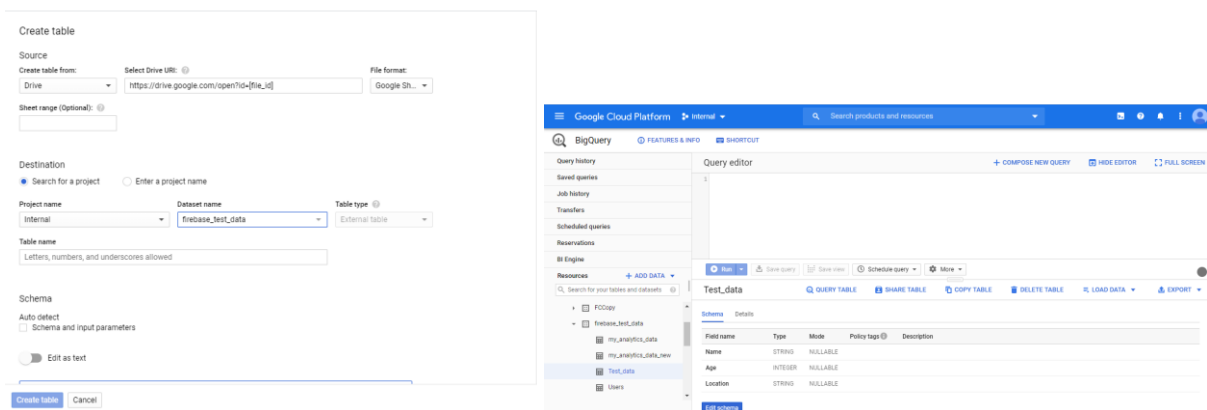 Create table
Source
Create table from: Select Drive URI: File format:
Drive https://drive.google.com/open?id=[file_id] Google Sh...
Sheet range (Optional):
Destination
Search for a project Enter a project name
Project name Dataset name Table type
Internal firebase_test_data External table
Table name
Letters, numbers, and underscores allowed
Schema
Auto detect
Schema and input parameters
Edit as text
Create table Cancel
Google Cloud Platform Internal Search products and resources
BigQuery FEATURES & INFO SHORTCUT
Query history
Saved queries
Job history
Transfers
Scheduled queries
Reservations
BI Engine
Resources + ADD DATA
Search for your tables and datasets
FCCopy
firebase_test_data
my_analytics_data
my_analytics_data_new
Test_data
Users
Query editor + COMPOSE NEW QUERY HIDE EDITOR FULL SCREEN
1
Run Save query Save view Schedule query More
Test_data QUERY TABLE SHARE TABLE COPY TABLE DELETE TABLE LOAD DATA EXPORT
Schema Details
Field name Type Mode Policy tags Description
Name STRING NULLABLE
Age INTEGER NULLABLE
Location STRING NULLABLE
Edit schema